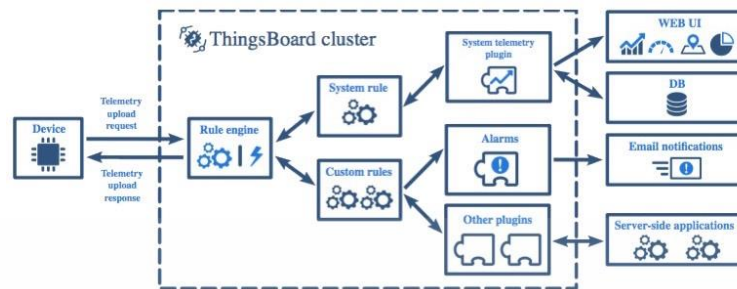 ThingsBoard cluster
Telemetry
upload
request
Device
Telemetry
upload
response
Rule engine
System rule
Custom rules
System telemetry
plugin
Alarms
Other plugins
WEB UI
DB
Email notifications
Server-side applications